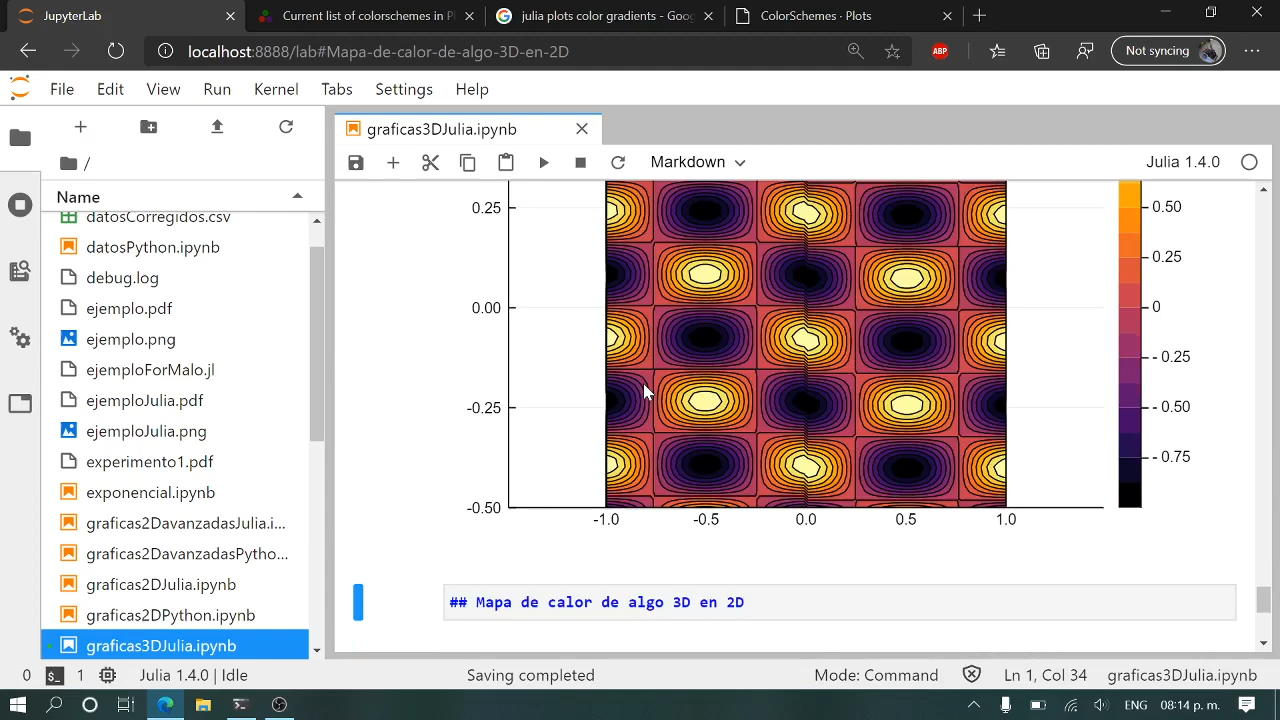 JupyterLab
Current list of colorschemes in P
julia plots color gradients - Goog
ColorSchemes · Plots
localhost:8888/lab#Mapa-de-calor-de-algo-3D-en-2D
ABP
Not syncing
File Edit View Run Kernel Tabs Settings Help
graficas3DJulia.ipynb
/
Markdown
Julia 1.4.0
Name
datosCorregidos.csv
datosPython.ipynb
debug.log
ejemplo.pdf
ejemplo.png
ejemploForMalo.jl
ejemploJulia.pdf
ejemploJulia.png
experimento1.pdf
exponencial.ipynb
graficas2DavanzadasJulia.i...
graficas2DavanzadasPytho...
graficas2DJulia.ipynb
graficas2DPython.ipynb
graficas3DJulia.ipynb
0.25
0.00
-0.25
-0.50
-1.0 -0.5 0.0 0.5 1.0
0.50
0.25
0
- 0.25
- 0.50
- 0.75
## Mapa de calor de algo 3D en 2D
0 $_ 1 Julia 1.4.0 | Idle Saving completed Mode: Command Ln 1, Col 34 graficas3DJulia.ipynb
ENG 08:14 p. m.